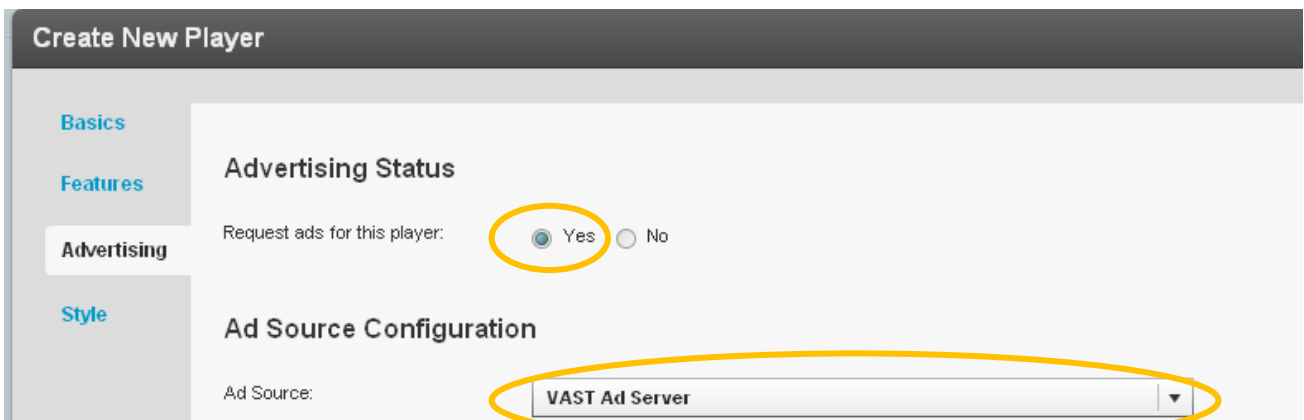 Create New Player
Basics
Features
Advertising
Style
Advertising Status
Request ads for this player: Yes No
Ad Source Configuration
Ad Source: VAST Ad Server